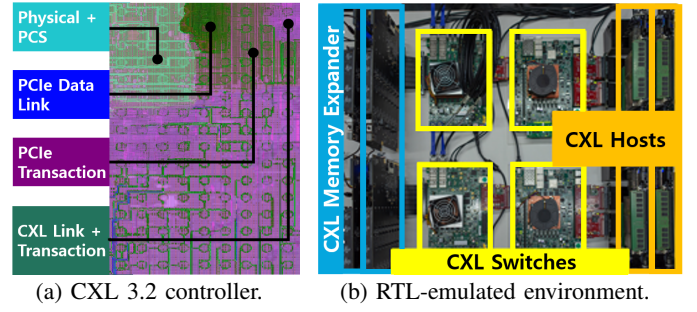 Physical +
PCS
PCIe Data
Link
PCIe
Transaction
CXL Link +
Transaction
CXL Memory Expander
CXL Hosts
CXL Switches
(a) CXL 3.2 controller.
(b) RTL-emulated environment.